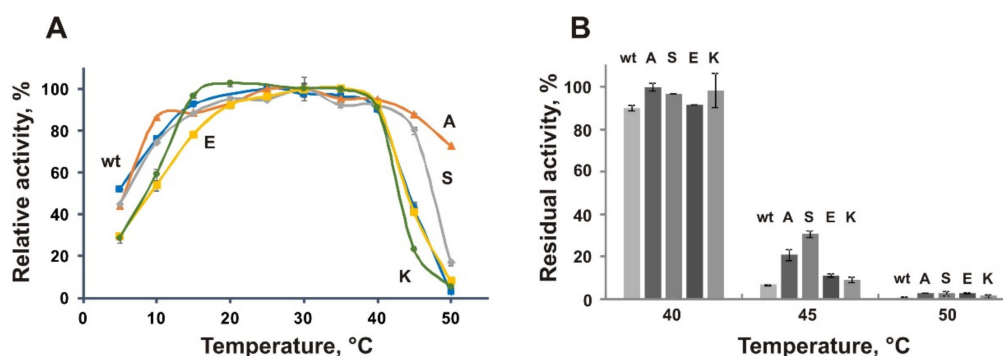 A
Relative activity, %
120
100
80
60
40
20
0
wt
E
A
S
K
0
10
20
30
40
50
Temperature, °C
B
Residual activity, %
100
80
60
40
20
0
wt A S E K
wt A S E K
wt A S E K
40
45
50
Temperature, °C